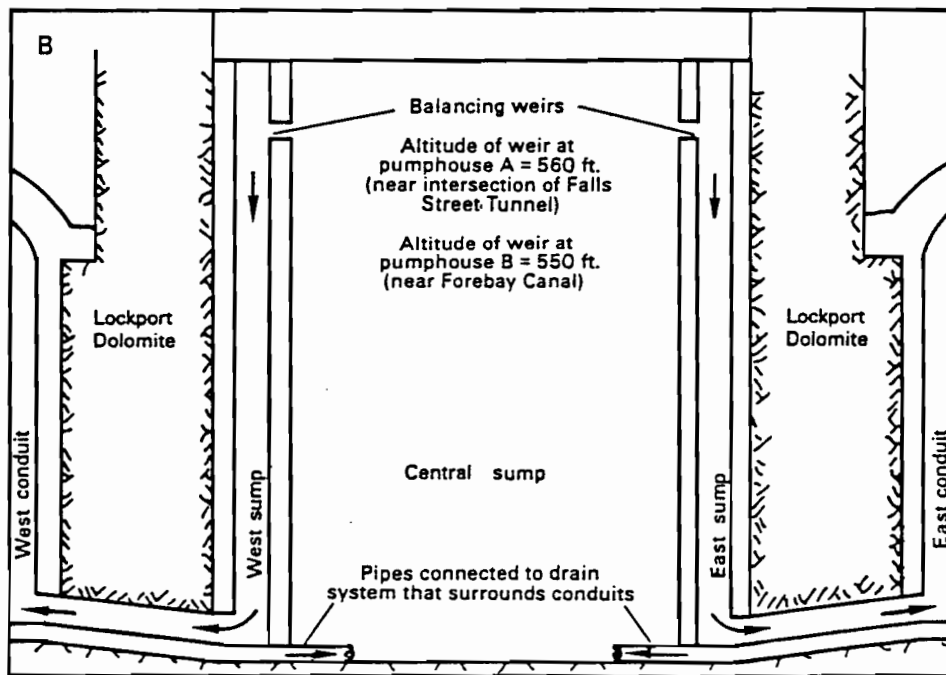 B
Balancing weirs
Altitude of weir at
pumphouse A = 560 ft.
(near intersection of Falls
Street Tunnel)
Altitude of weir at
pumphouse B = 550 ft.
(near Forebay Canal)
Lockport
Dolomite
Lockport
Dolomite
West conduit
West sump
Central sump
East sump
East conduit
Pipes connected to drain
system that surrounds conduits